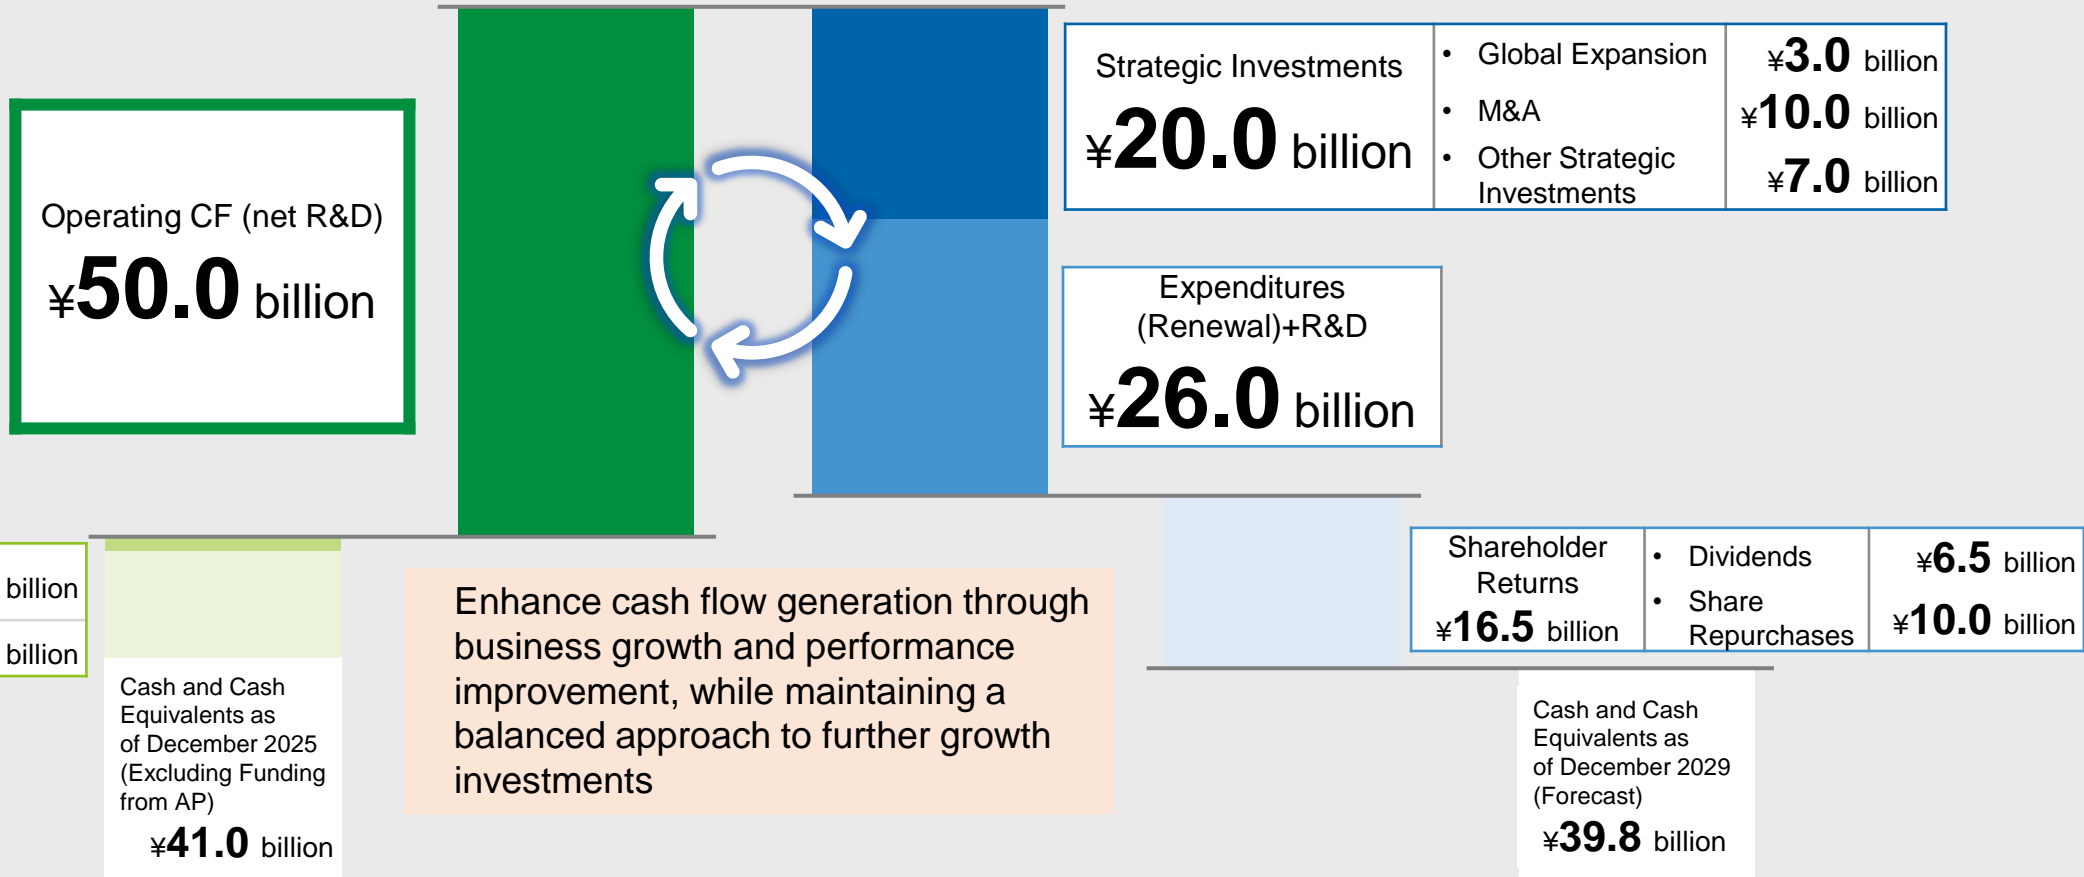 Operating CF (net R&D)
¥50.0 billion
Strategic Investments
¥20.0 billion
• Global Expansion ¥3.0 billion
• M&A ¥10.0 billion
• Other Strategic
Investments
¥7.0 billion
Expenditures
(Renewal)+R&D
¥26.0 billion
billion
billion
Cash and Cash
Equivalents as
of December 2025
(Excluding Funding
from AP)
¥41.0 billion
Enhance cash flow generation through
business growth and performance
improvement, while maintaining a
balanced approach to further growth
investments
Shareholder
Returns
¥16.5 billion
• Dividends ¥6.5 billion
• Share
Repurchases
¥10.0 billion
Cash and Cash
Equivalents as
of December 2029
(Forecast)
¥39.8 billion